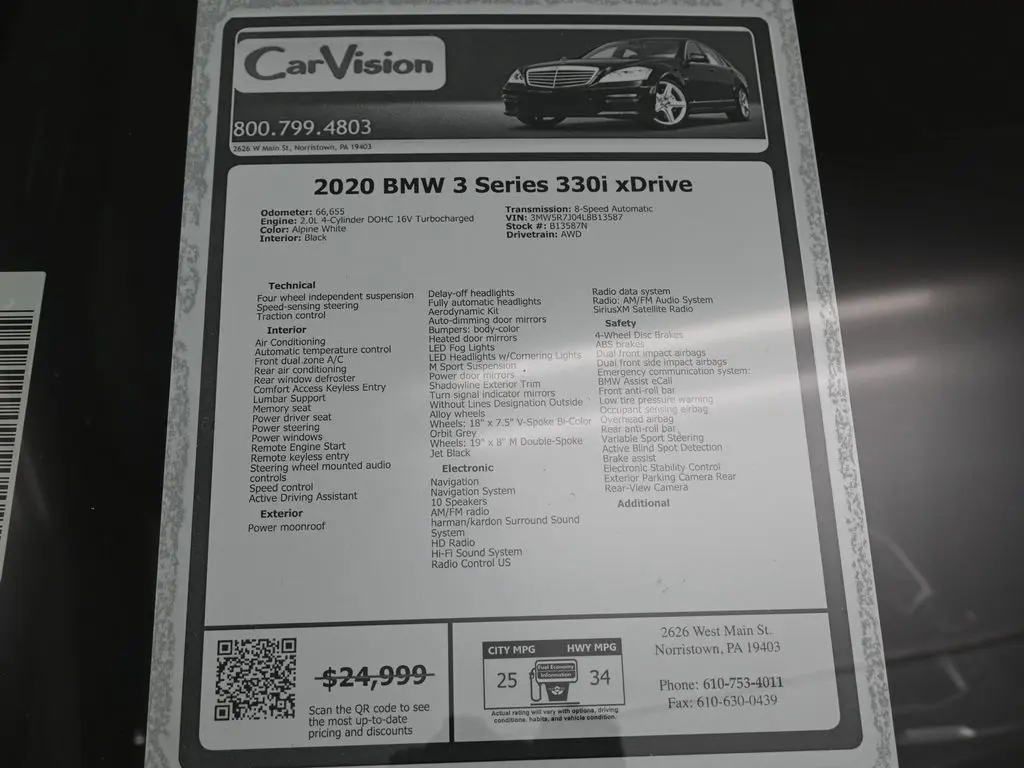 CarVision
800.799.4803
2626 W Main St, Norristown, PA 19403
2020 BMW 3 Series 330i xDrive
Odometer: 66,655
Engine: 2.0L 4-Cylinder DOHC 16V Turbocharged
Color: Alpine White
Interior: Black
Transmission: 8-Speed Automatic
VIN: 3MW5R7J04L8B13587
Stock #: B13587N
Drivetrain: AWD
Technical
Four wheel independent suspension
Speed-sensing steering
Traction control
Interior
Air Conditioning
Automatic temperature control
Front dual zone A/C
Rear air conditioning
Rear window defroster
Comfort Access Keyless Entry
Lumbar Support
Memory seat
Power driver seat
Power steering
Power windows
Remote Engine Start
Remote keyless entry
Steering wheel mounted audio
controls
Speed control
Active Driving Assistant
Exterior
Power moonroof
Delay-off headlights
Fully automatic headlights
Aerodynamic Kit
Auto-dimming door mirrors
Bumpers: body-color
Heated door mirrors
LED Fog Lights
LED Headlights w/Cornering Lights
M Sport Suspension
Power door mirrors
Shadowline Exterior Trim
Turn signal indicator mirrors
Without Lines Designation Outside
Alloy wheels
Wheels: 18" x 7.5" V-Spoke Bi-Color
Orbit Grey
Wheels: 19" x 8" M Double-Spoke
Jet Black
Electronic
Navigation
Navigation System
10 Speakers
AM/FM radio
harman/kardon Surround Sound
System
HD Radio
Hi-Fi Sound System
Radio Control US
Radio data system
Radio: AM/FM Audio System
SiriusXM Satellite Radio
Safety
4-Wheel Disc Brakes
ABS brakes
Dual front impact airbags
Dual front side impact airbags
Emergency communication system:
BMW Assist eCall
Front anti-roll bar
Low tire pressure warning
Occupant sensing airbag
Overhead airbag
Rear anti-roll bar
Variable Sport Steering
Active Blind Spot Detection
Brake assist
Electronic Stability Control
Exterior Parking Camera Rear
Rear-View Camera
Additional
$24,999
Scan the QR code to see
the most up-to-date
pricing and discounts
CITY MPG
HWY MPG
25
Fuel Economy
Information
34
Actual rating will vary with options, driving
conditions, habits, and vehicle condition.
2626 West Main St.
Norristown, PA 19403
Phone: 610-753-4011
Fax: 610-630-0439